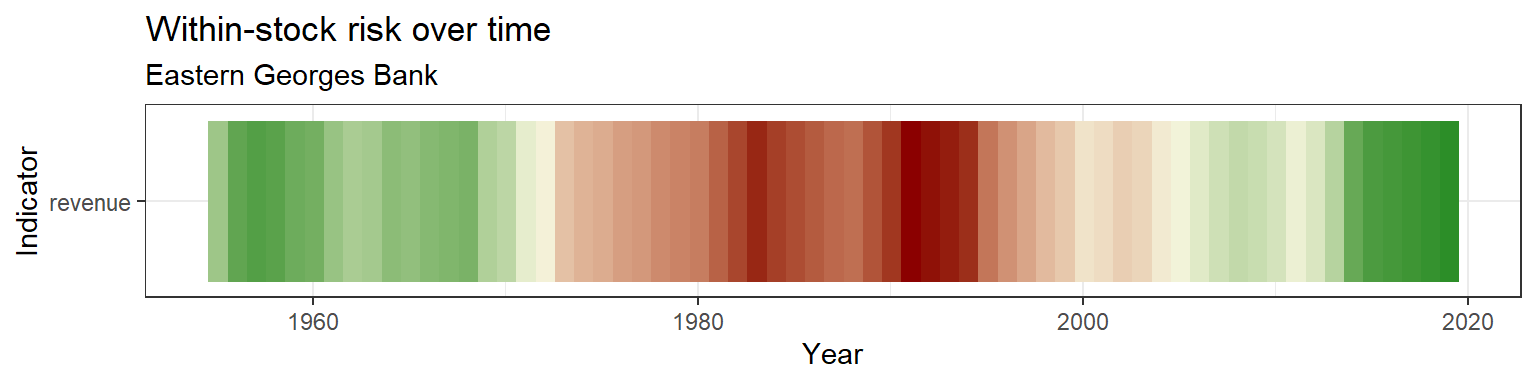 Within-stock risk over time
Eastern Georges Bank
Indicator
revenue
1960 1980 2000 2020
Year